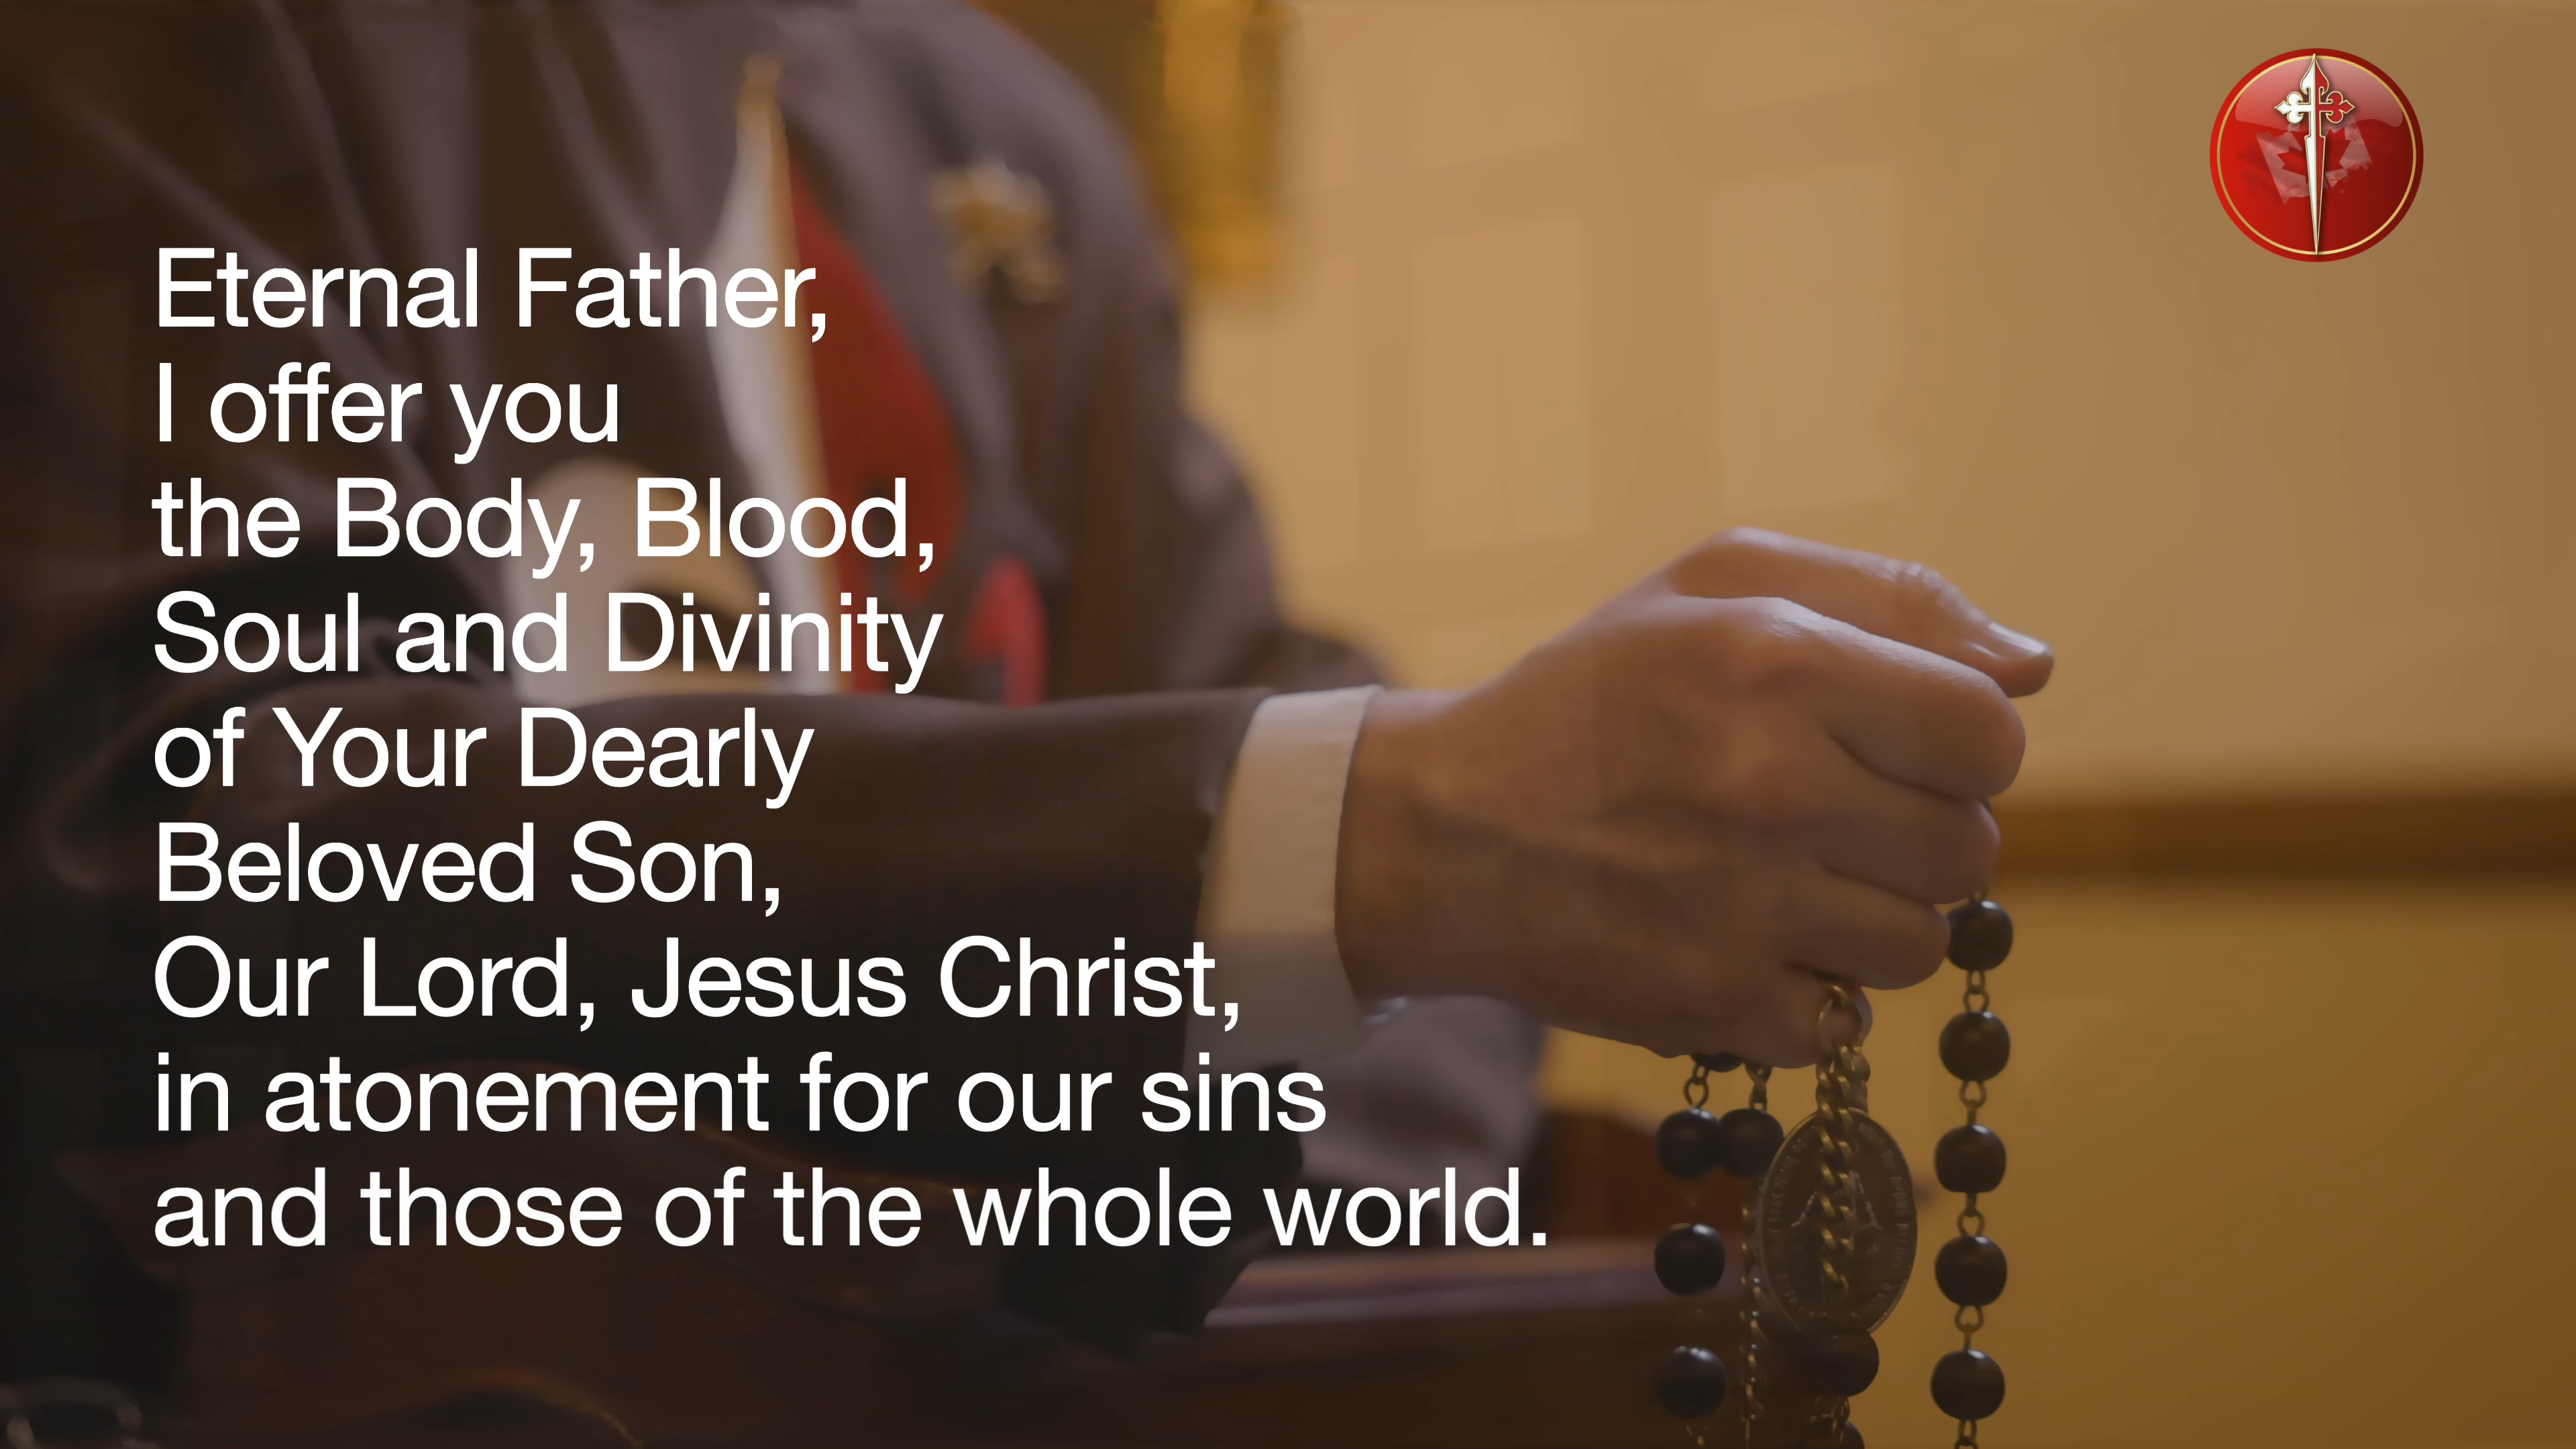 Eternal Father,
I offer you
the Body, Blood,
Soul and Divinity
of Your Dearly
Beloved Son,
Our Lord, Jesus Christ,
in atonement for our sins
and those of the whole world.